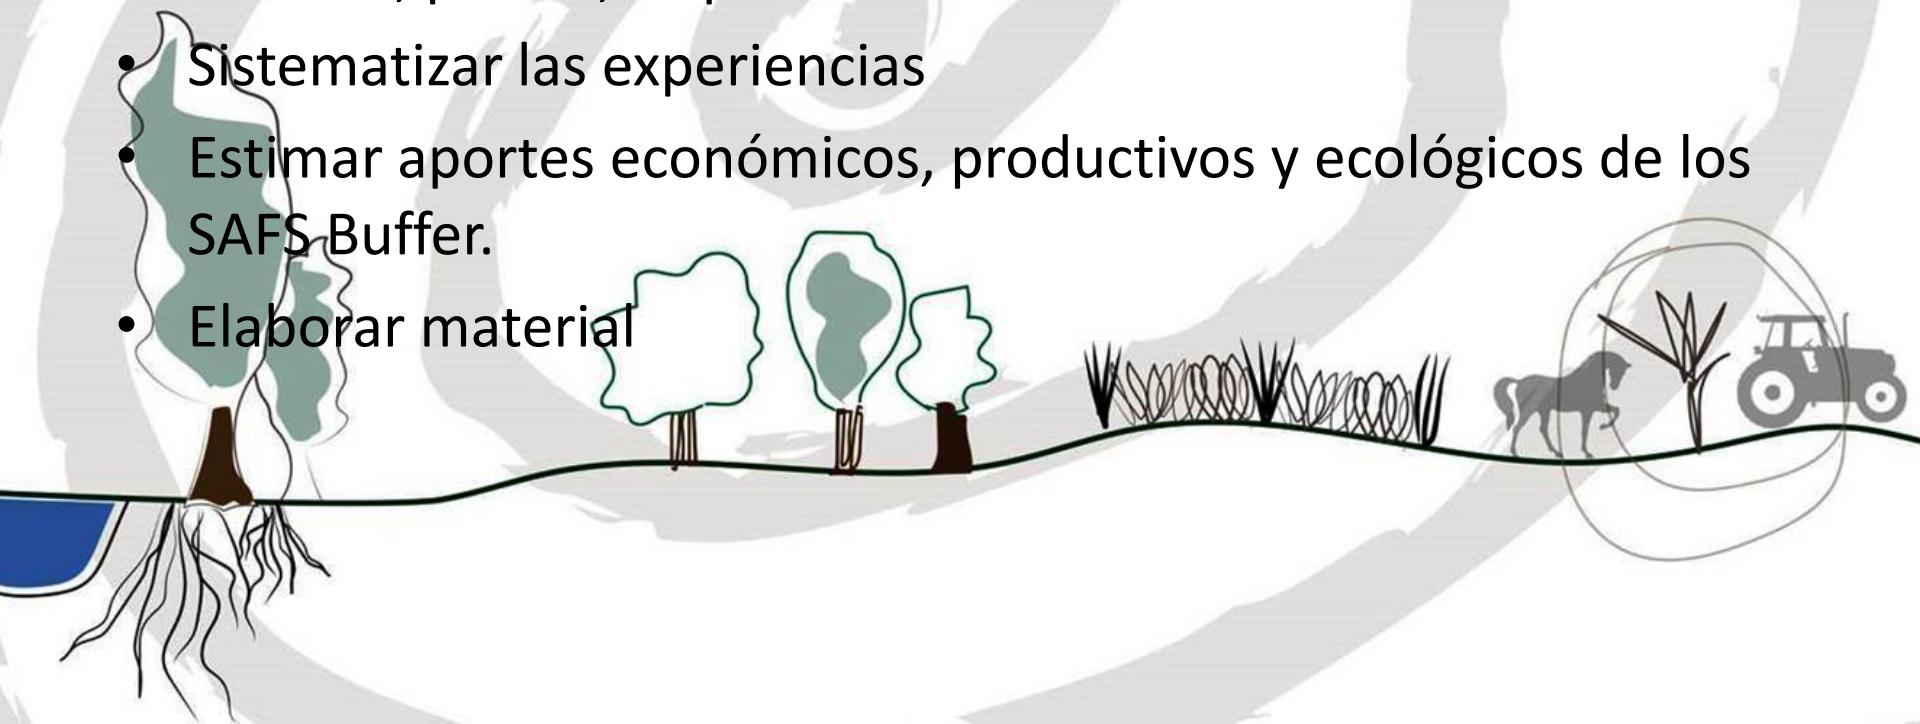 • Sistematizar las experiencias
• Estimar aportes económicos, productivos y ecológicos de los
SAFS Buffer.
• Elaborar material